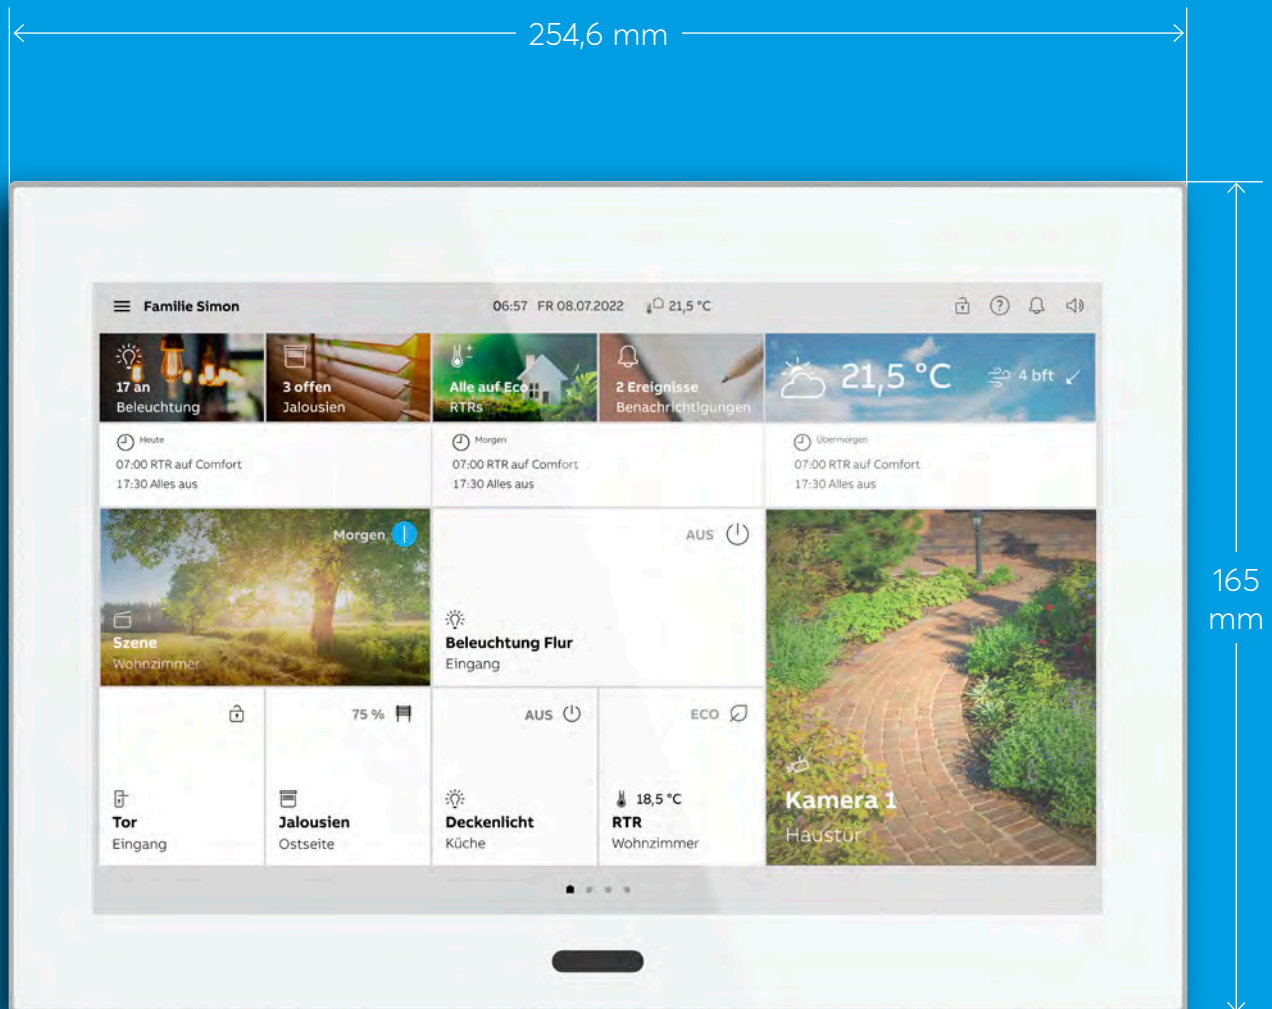 254,6 mm
Familie Simon
06:57 FR 08.07.2022 21,5 °C
17 an
Beleuchtung
3 offen
Jalousien
Alle auf Eco
RTRs
2 Ereignisse
Benachrichtigungen
21,5 °C
4 bft
Heute
07:00 RTR auf Comfort
17:30 Alles aus
Morgen
07:00 RTR auf Comfort
17:30 Alles aus
Übermorgen
07:00 RTR auf Comfort
17:30 Alles aus
Morgen
Szene
Wohnzimmer
AUS
Beleuchtung Flur
Eingang
Tor
Eingang
75 %
Jalousien
Ostseite
AUS
Deckenlicht
Küche
ECO
18,5 °C
RTR
Wohnzimmer
Kamera 1
Haustür
165
mm